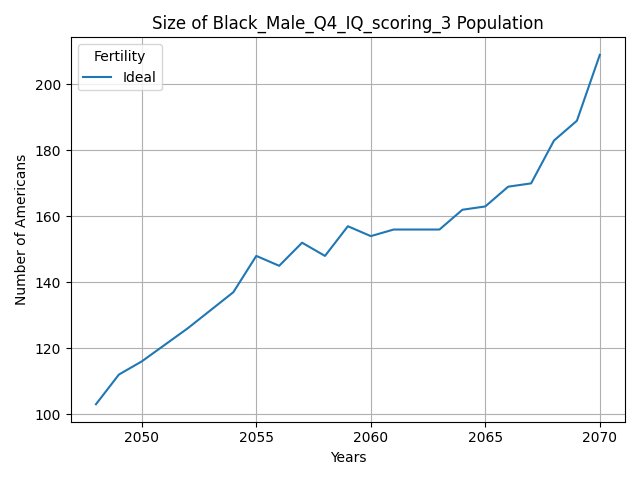 Size of Black_Male_Q4_IQ_scoring_3 Population
Fertility
Ideal
Number of Americans
200
180
160
140
120
100
2050
2055
2060
2065
2070
Years